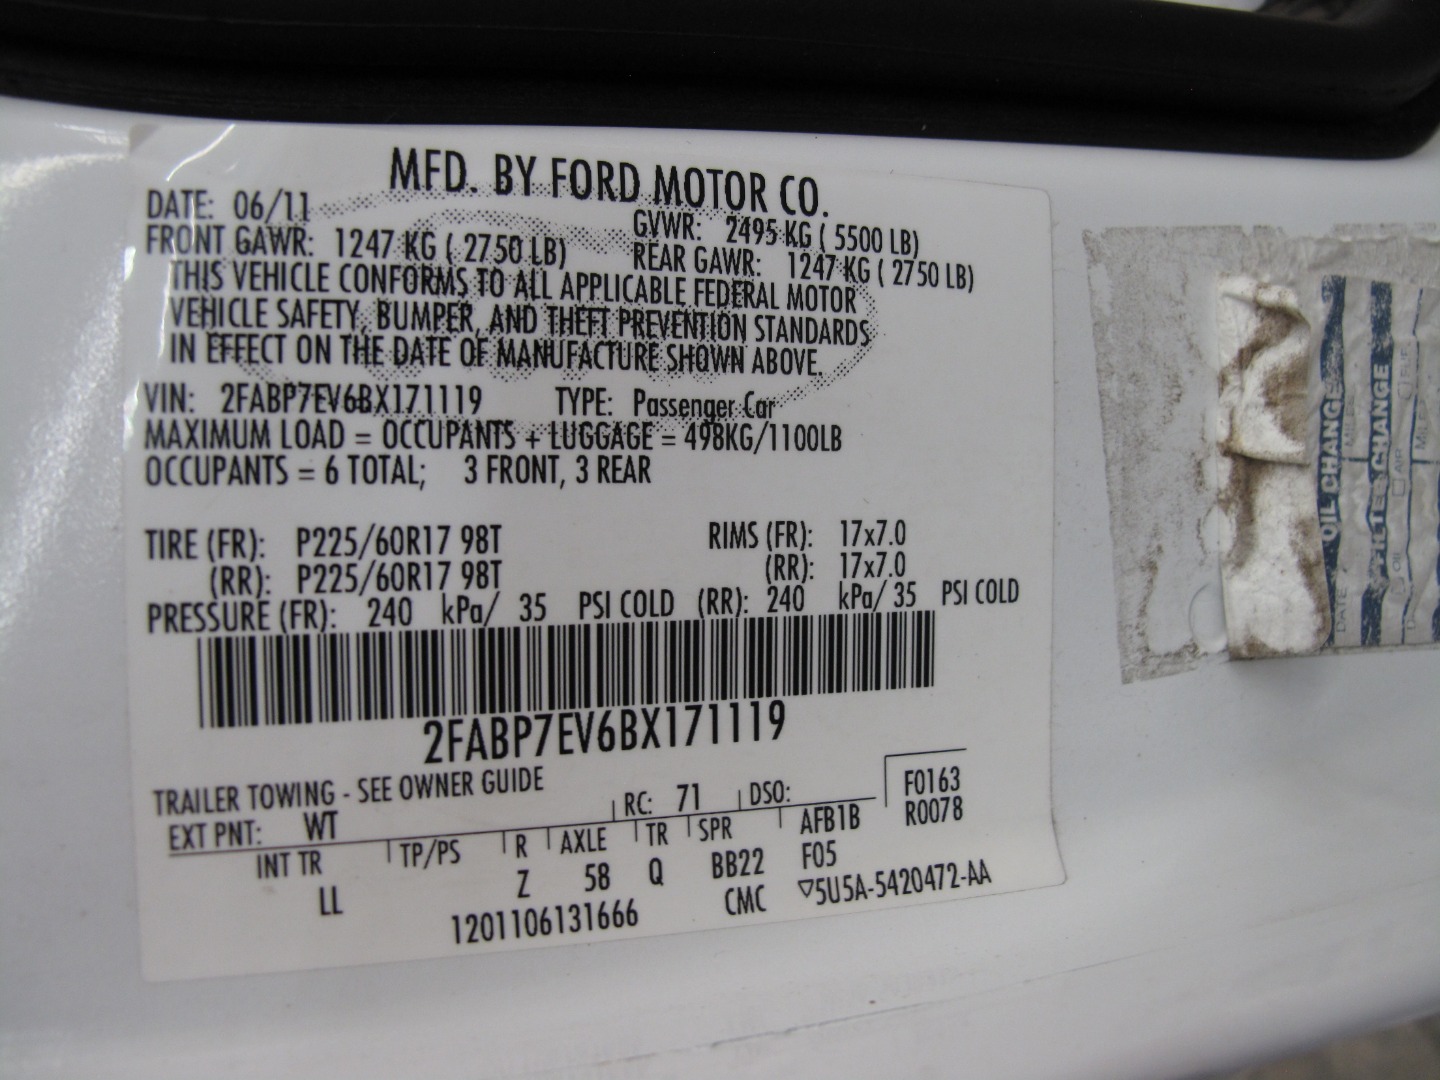 MFD. BY FORD MOTOR CO.
DATE: 06/11 GVWR: 2495 KG ( 5500 LB)
FRONT GAWR: 1247 KG ( 2750 LB) REAR GAWR: 1247 KG ( 2750 LB)
THIS VEHICLE CONFORMS TO ALL APPLICABLE FEDERAL MOTOR
VEHICLE SAFETY, BUMPER, AND THEFT PREVENTION STANDARDS
IN EFFECT ON THE DATE OF MANUFACTURE SHOWN ABOVE.
VIN: 2FABP7EV6BX171119 TYPE: Passenger Car
MAXIMUM LOAD = OCCUPANTS + LUGGAGE = 498KG/1100LB
OCCUPANTS = 6 TOTAL; 3 FRONT, 3 REAR
TIRE (FR): P225/60R17 98T RIMS (FR): 17x7.0
(RR): P225/60R17 98T (RR): 17x7.0
PRESSURE (FR): 240 kPa/ 35 PSI COLD (RR): 240 kPa/ 35 PSI COLD
2FABP7EV6BX171119
TRAILER TOWING - SEE OWNER GUIDE
EXT PNT: WT RC: 71 DSO: F0163
INT TR TP/PS R AXLE TR SPR AFB1B R0078
LL Z 58 Q BB22 F05
1201106131666 CMC ▽5U5A-5420472-AA
OIL CHANGE
DATE MILES
FILTER CHANGE
OIL AIR
DATE MILES